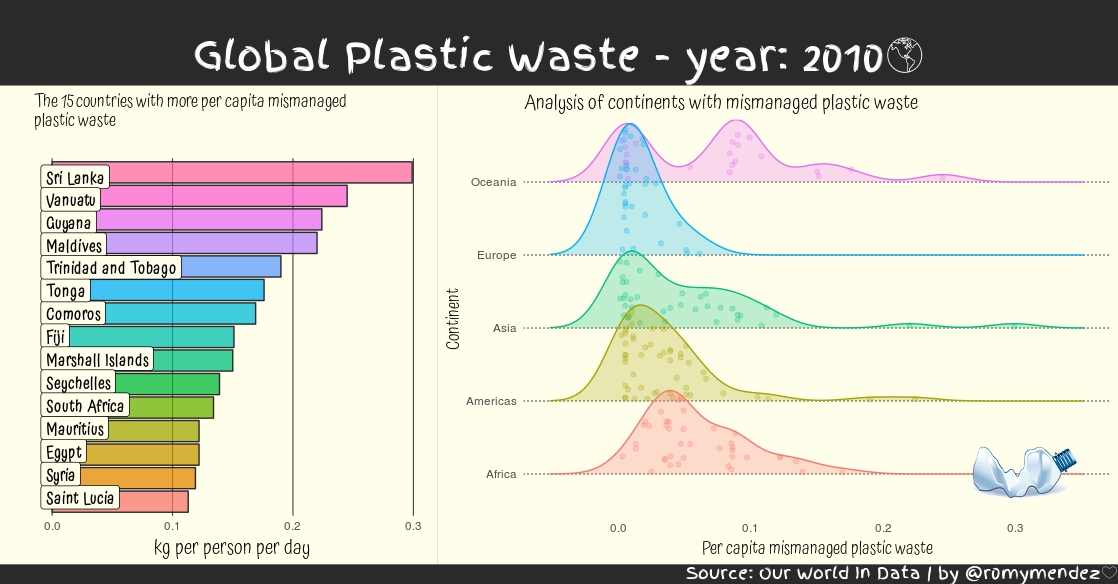 Global Plastic Waste - year: 2010
The 15 countries with more per capita mismanaged
plastic waste
Sri Lanka
Vanuatu
Guyana
Maldives
Trinidad and Tobago
Tonga
Comoros
Fiji
Marshall Islands
Seychelles
South Africa
Mauritius
Egypt
Syria
Saint Lucia
0.0 0.1 0.2 0.3
kg per person per day
Analysis of continents with mismanaged plastic waste
Continent
Oceania
Europe
Asia
Americas
Africa
0.0 0.1 0.2 0.3
Per capita mismanaged plastic waste
Source: Our World In Data | by @r0mymendez